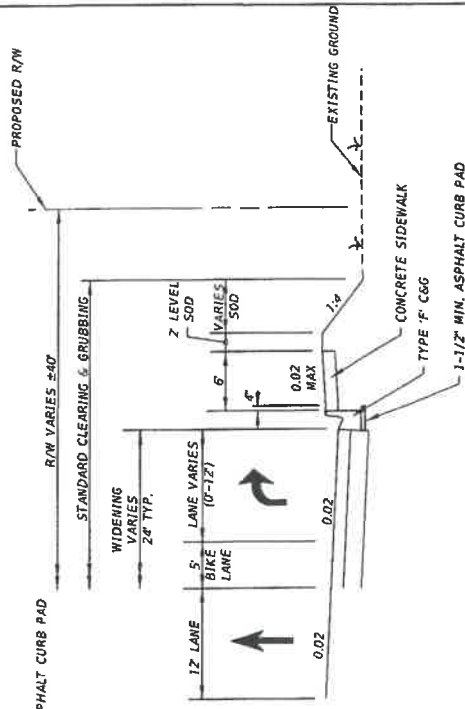 PROPOSED R/W
R/W VARIES ±40'
STANDARD CLEARING & GRUBBING
WIDENING
VARIES
24' TYP.
LANE VARIES
(0'-12')
5'
BIKE
LANE
12' LANE
4"
6'
2' LEVEL
SOD
VARIES
SOD
0.02
MAX
0.02
0.02
1:4
EXISTING GROUND
CONCRETE SIDEWALK
TYPE 'F' C&G
1-1/2" MIN. ASPHALT CURB PAD
PHALT CURB PAD